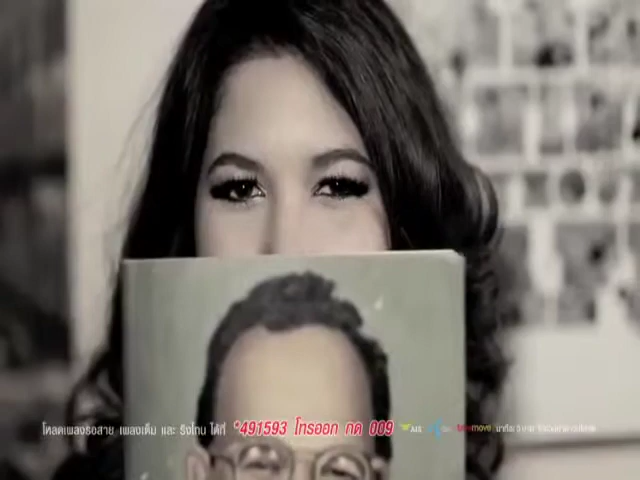 โหลดเพลงรอสาย เพลงเต็ม และ ริงโทน ได้ที่ *491593 โทรออก กด 009 AIS truemove